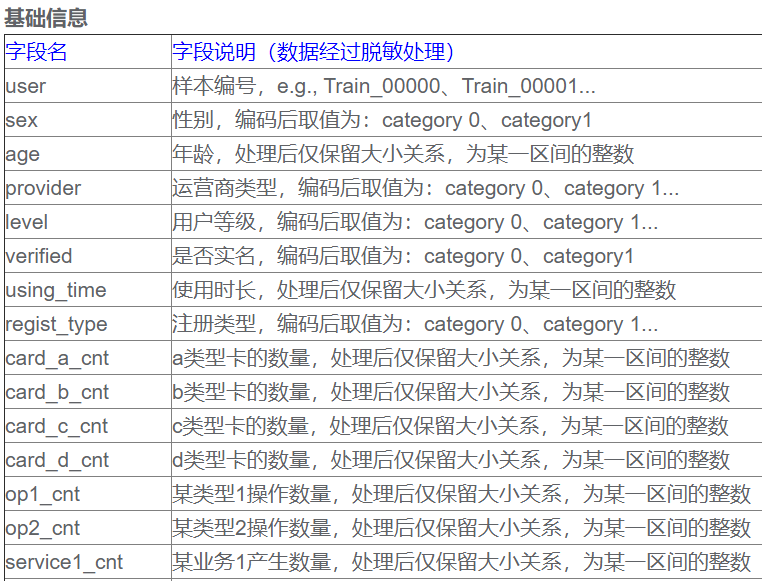 基础信息
字段名 字段说明（数据经过脱敏处理）
user 样本编号，e.g., Train_00000、Train_00001...
sex 性别，编码后取值为：category 0、category1
age 年龄，处理后仅保留大小关系，为某一区间的整数
provider 运营商类型，编码后取值为：category 0、category 1...
level 用户等级，编码后取值为：category 0、category 1...
verified 是否实名，编码后取值为：category 0、category1
using_time 使用时长，处理后仅保留大小关系，为某一区间的整数
regist_type 注册类型，编码后取值为：category 0、category 1...
card_a_cnt a类型卡的数量，处理后仅保留大小关系，为某一区间的整数
card_b_cnt b类型卡的数量，处理后仅保留大小关系，为某一区间的整数
card_c_cnt c类型卡的数量，处理后仅保留大小关系，为某一区间的整数
card_d_cnt d类型卡的数量，处理后仅保留大小关系，为某一区间的整数
op1_cnt 某类型1操作数量，处理后仅保留大小关系，为某一区间的整数
op2_cnt 某类型2操作数量，处理后仅保留大小关系，为某一区间的整数
service1_cnt 某业务1产生数量，处理后仅保留大小关系，为某一区间的整数